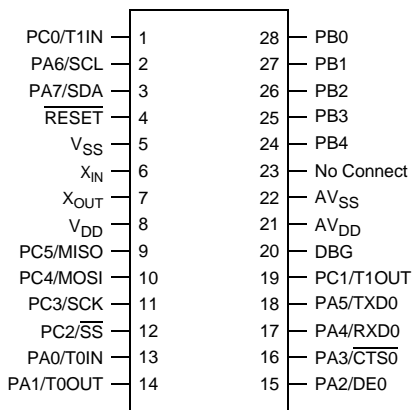 PC0/T1IN 1 28 PB0
PA6/SCL 2 27 PB1
PA7/SDA 3 26 PB2
RESET 4 25 PB3
VSS 5 24 PB4
XIN 6 23 No Connect
XOUT 7 22 AVSS
VDD 8 21 AVDD
PC5/MISO 9 20 DBG
PC4/MOSI 10 19 PC1/T1OUT
PC3/SCK 11 18 PA5/TXD0
PC2/SS 12 17 PA4/RXD0
PA0/T0IN 13 16 PA3/CTS0
PA1/T0OUT 14 15 PA2/DE0